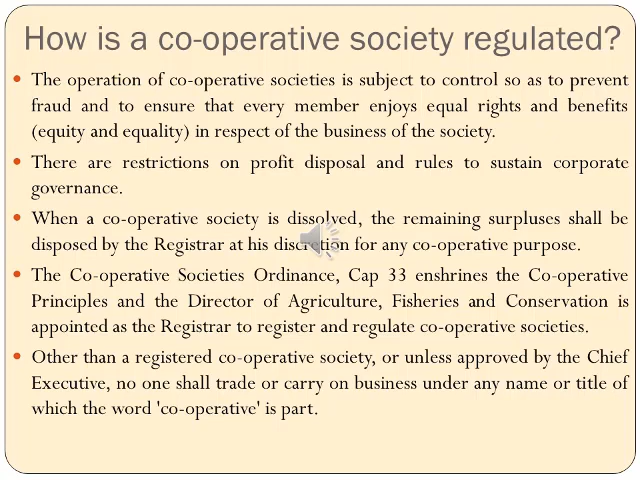 How is a co-operative society regulated?
The operation of co-operative societies is subject to control so as to prevent
fraud and to ensure that every member enjoys equal rights and benefits
(equity and equality) in respect of the business of the society.
There are restrictions on profit disposal and rules to sustain corporate
governance.
When a co-operative society is dissolved, the remaining surpluses shall be
disposed by the Registrar at his discretion for any co-operative purpose.
The Co-operative Societies Ordinance, Cap 33 enshrines the Co-operative
Principles and the Director of Agriculture, Fisheries and Conservation is
appointed as the Registrar to register and regulate co-operative societies.
Other than a registered co-operative society, or unless approved by the Chief
Executive, no one shall trade or carry on business under any name or title of
which the word 'co-operative' is part.